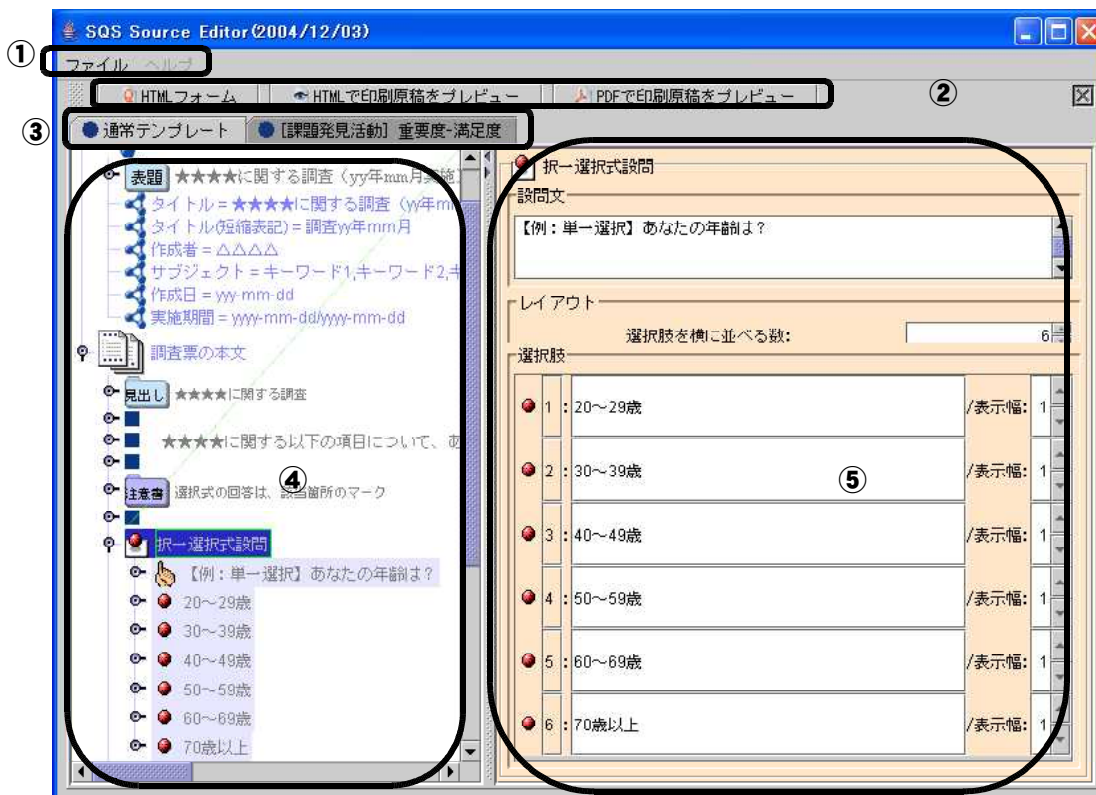 SQS Source Editor(2004/12/03)
①
ファイル ヘルプ
HTMLフォーム HTMLで印刷原稿をプレビュー PDFで印刷原稿をプレビュー ②
③ 通常テンプレート [課題発見活動] 重要度-満足度
表題 ★★★★に関する調査(yy年mm月実施
タイトル = ★★★★に関する調査(yy年m
タイトル(短縮表記) = 調査yy年mm月
作成者 = △△△△
サブジェクト = キーワード1,キーワード2,キ
作成日 = yyy-mm-dd
実施期間 = yyyy-mm-dd/yyyy-mm-dd
調査票の本文
見出し ★★★★に関する調査
★★★★に関する以下の項目について、あ
④
注意書 選択式の回答は、該当箇所のマーク
択一選択式設問
【例:単一選択】あなたの年齢は?
20~29歳
30~39歳
40~49歳
50~59歳
60~69歳
70歳以上
択一選択式設問
設問文
【例:単一選択】あなたの年齢は?
レイアウト
選択肢を横に並べる数: 6
選択肢
1 : 20~29歳 /表示幅: 1
2 : 30~39歳 /表示幅: 1
⑤
3 : 40~49歳 /表示幅: 1
4 : 50~59歳 /表示幅: 1
5 : 60~69歳 /表示幅: 1
6 : 70歳以上 /表示幅: 1